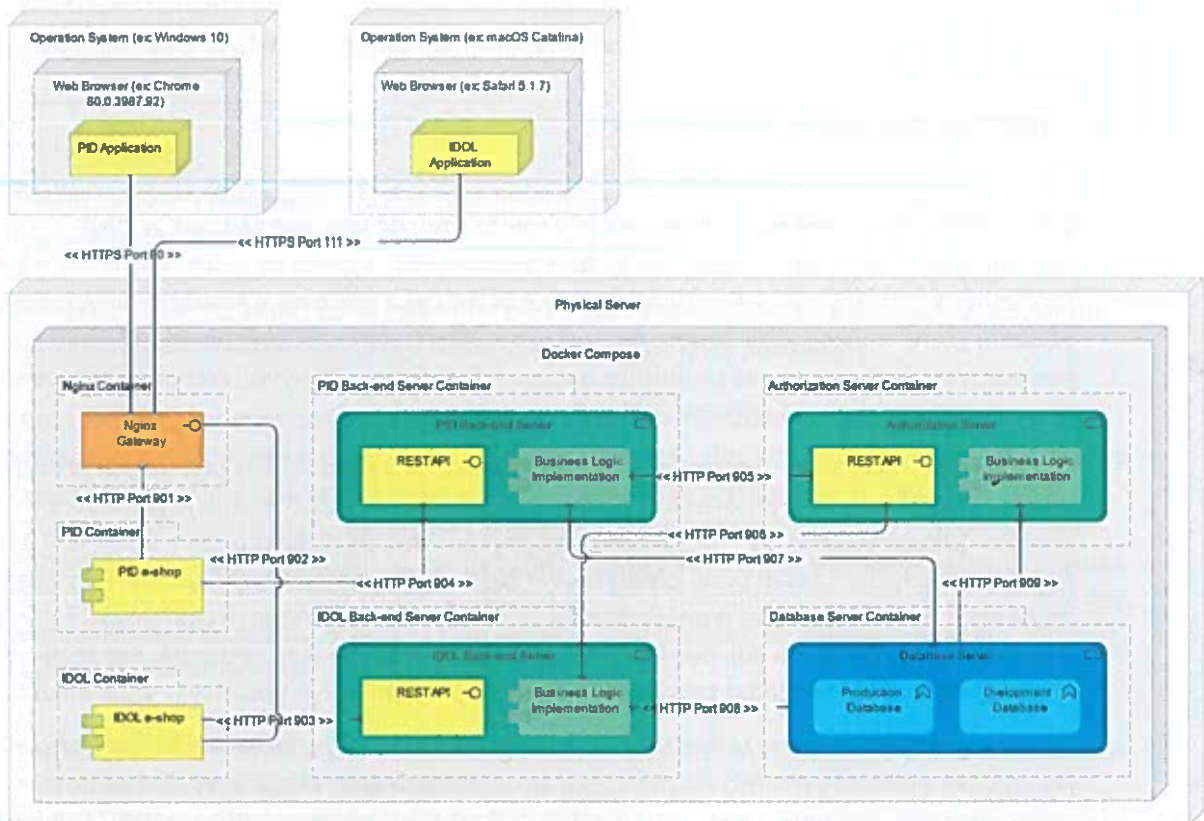 Operation System (ex: Windows 10)
Web Browser (ex: Chrome
80.0.3987.92)
PID Application
Operation System (ex: macOS Catalina)
Web Browser (ex: Safari 5.1.7)
IDOL
Application
<< HTTPS Port 111 >>
<< HTTPS Port 80 >>
Physical Server
Docker Compose
Nginx Container
Nginx
Gateway
PID Back-end Server Container
PID Back-end Server
REST API
Business Logic
Implementation
<< HTTP Port 905 >>
Authorization Server Container
Authorization Server
REST API
Business Logic
Implementation
<< HTTP Port 901 >>
PID Container
PID e-shop
<< HTTP Port 902 >>
<< HTTP Port 904 >>
<< HTTP Port 906 >>
<< HTTP Port 907 >>
<< HTTP Port 909 >>
IDOL Container
IDOL e-shop
<< HTTP Port 903 >>
IDOL Back-end Server Container
IDOL Back-end Server
REST API
Business Logic
Implementation
<< HTTP Port 908 >>
Database Server Container
Database Server
Production
Database
Dvelopment
Database